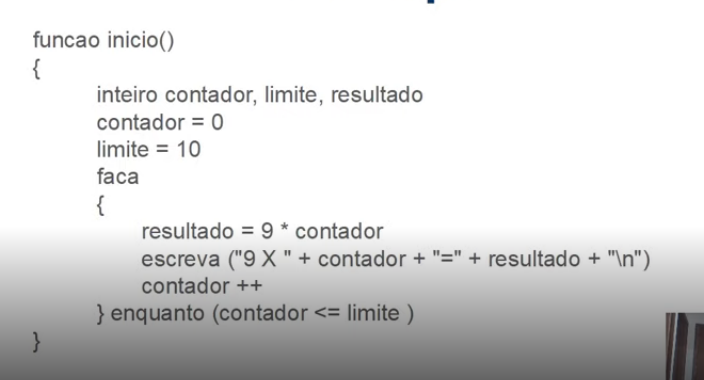 funcao inicio()
{
inteiro contador, limite, resultado
contador = 0
limite = 10
faca
{
resultado = 9 * contador
escreva ("9 X " + contador + "=" + resultado + "\n")
contador ++
} enquanto (contador <= limite )
}